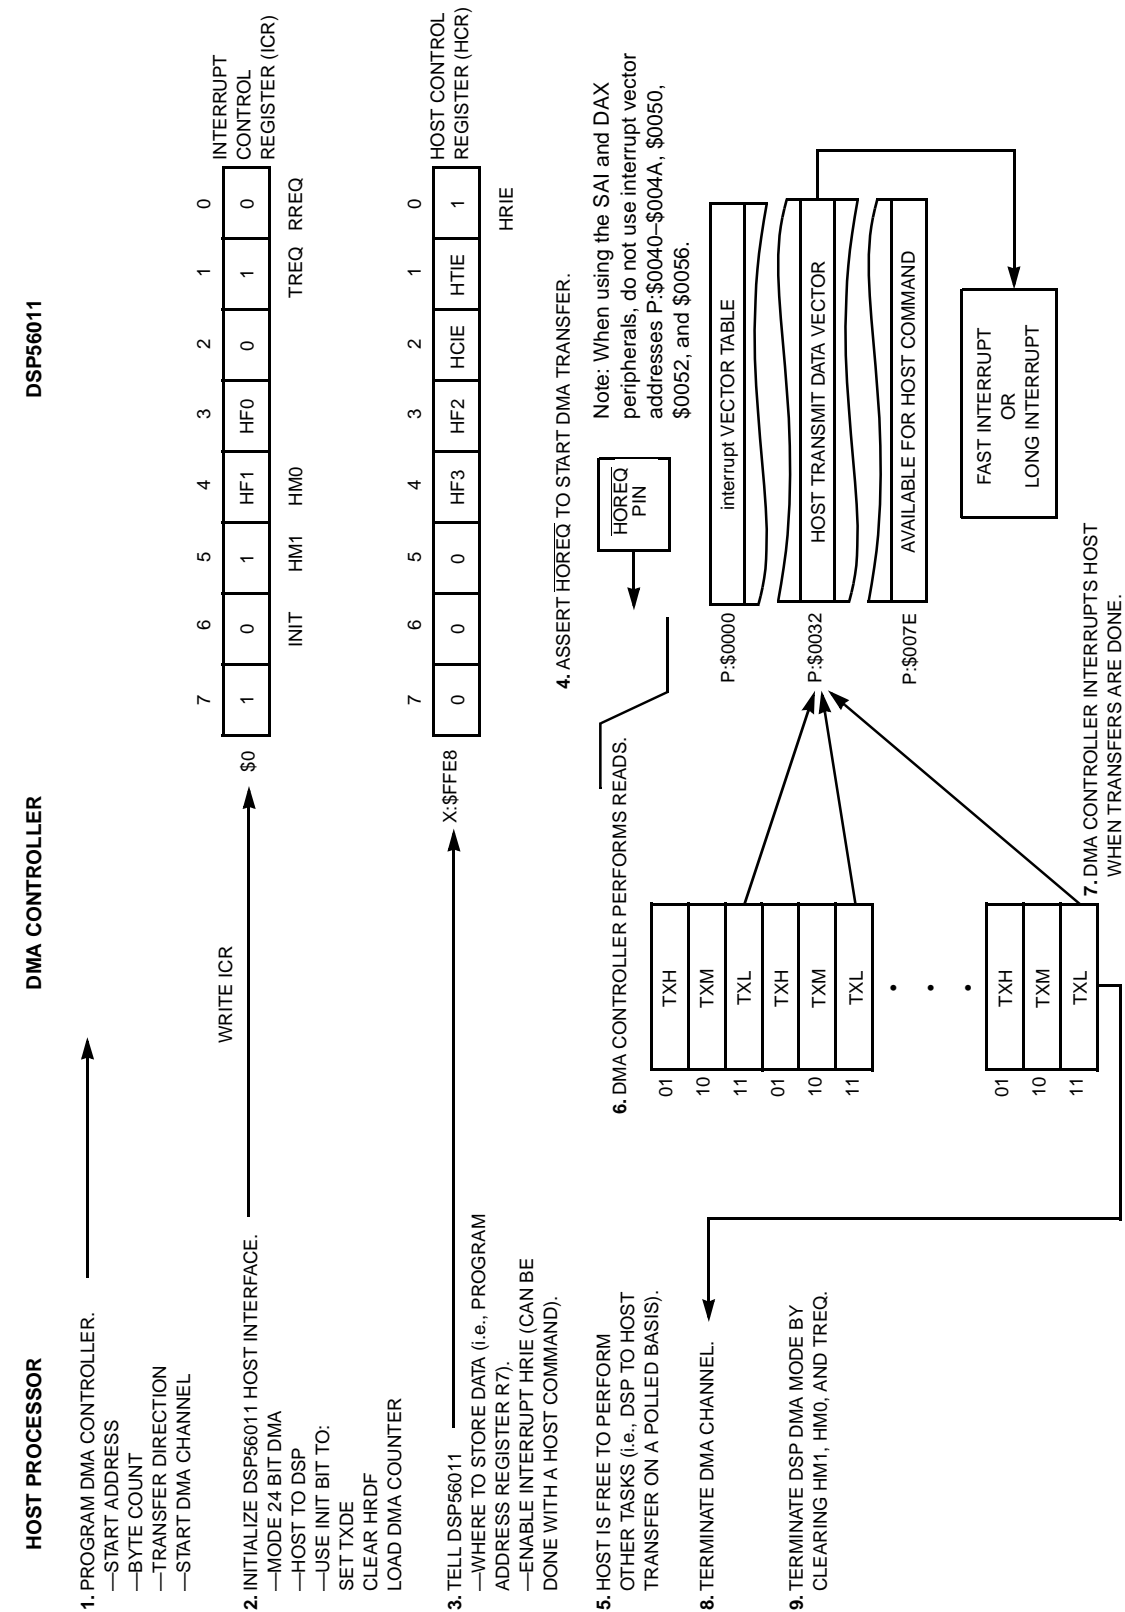 HOST PROCESSOR
DMA CONTROLLER
DSP56011
1. PROGRAM DMA CONTROLLER.
—START ADDRESS
—BYTE COUNT
—TRANSFER DIRECTION
—START DMA CHANNEL
2. INITIALIZE DSP56011 HOST INTERFACE.
—MODE 24 BIT DMA
—HOST TO DSP
—USE INIT BIT TO:
SET TXDE
CLEAR HRDF
LOAD DMA COUNTER
WRITE ICR
7 6 5 4 3 2 1 0
$0 1 0 1 HF1 HF0 0 1 0
INIT HM1 HM0 TREQ RREQ
INTERRUPT
CONTROL
REGISTER (ICR)
3. TELL DSP56011
—WHERE TO STORE DATA (i.e., PROGRAM
ADDRESS REGISTER R7).
—ENABLE INTERRUPT HRIE (CAN BE
DONE WITH A HOST COMMAND).
7 6 5 4 3 2 1 0
X:$FFE8 0 0 0 HF3 HF2 HCIE HTIE 1
HRIE
HOST CONTROL
REGISTER (HCR)
4. ASSERT HOREQ TO START DMA TRANSFER.
HOREQ
PIN
Note: When using the SAI and DAX
peripherals, do not use interrupt vector
addresses P:$0040–$004A, $0050,
$0052, and $0056.
5. HOST IS FREE TO PERFORM
OTHER TASKS (i.e., DSP TO HOST
TRANSFER ON A POLLED BASIS).
6. DMA CONTROLLER PERFORMS READS.
01 TXH
10 TXM
11 TXL
01 TXH
10 TXM
11 TXL
01 TXH
10 TXM
11 TXL
P:$0000 interrupt VECTOR TABLE
P:$0032 HOST TRANSMIT DATA VECTOR
P:$007E AVAILABLE FOR HOST COMMAND
FAST INTERRUPT
OR
LONG INTERRUPT
7. DMA CONTROLLER INTERRUPTS HOST
WHEN TRANSFERS ARE DONE.
8. TERMINATE DMA CHANNEL.
9. TERMINATE DSP DMA MODE BY
CLEARING HM1, HM0, AND TREQ.